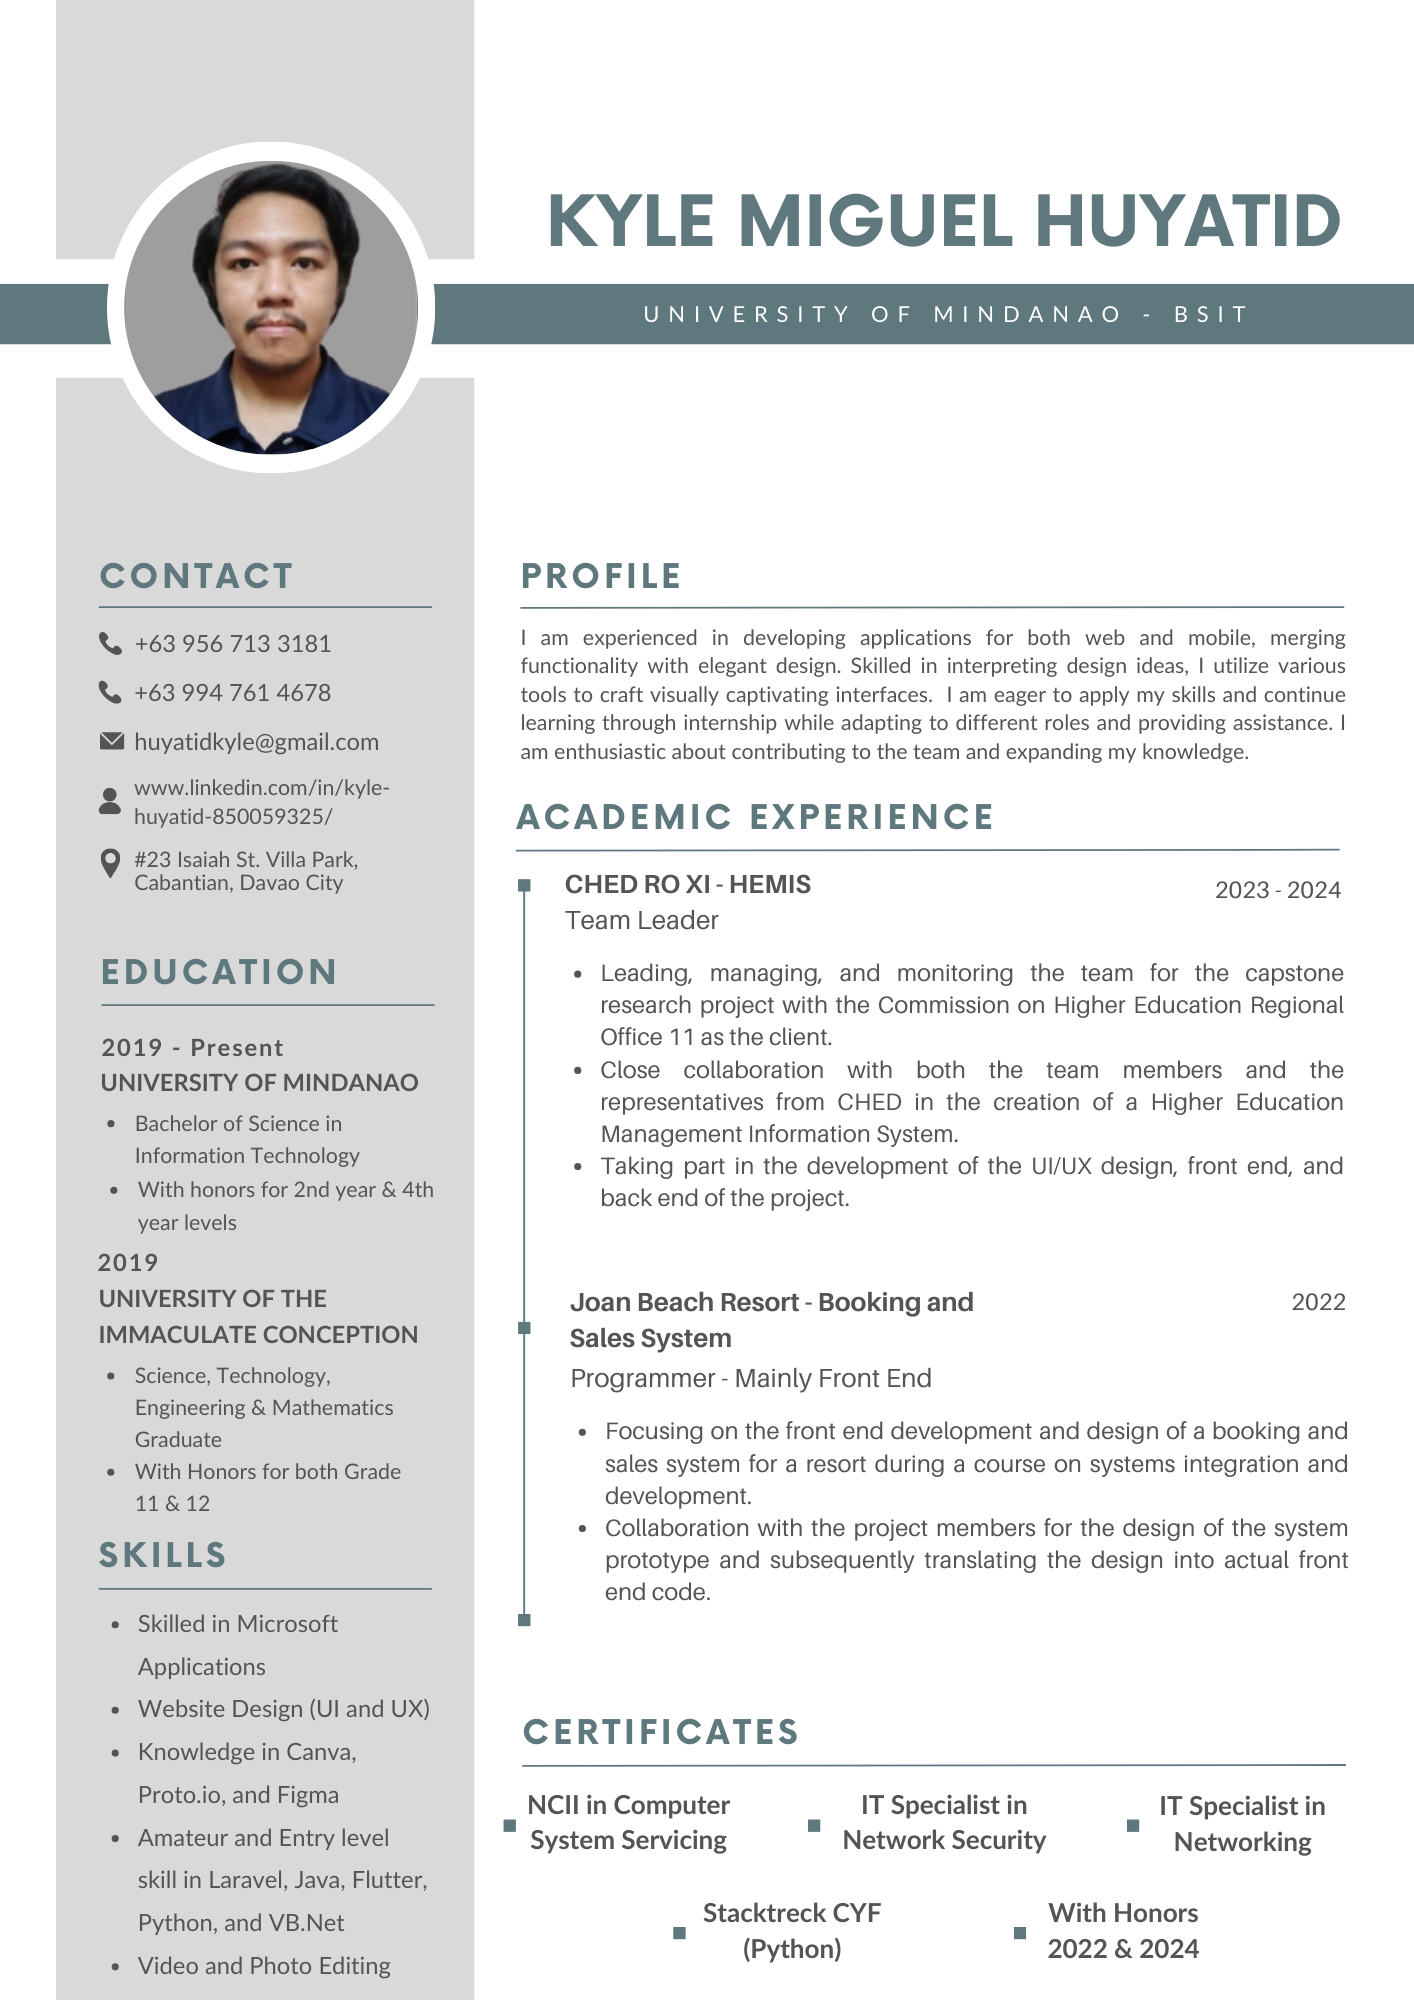 KYLE MIGUEL HUYATID
UNIVERSITY OF MINDANAO - BSIT
CONTACT
+63 956 713 3181
+63 994 761 4678
huyatidkyle@gmail.com
www.linkedin.com/in/kyle-
huyatid-850059325/
#23 Isaiah St. Villa Park,
Cabantian, Davao City
EDUCATION
2019 - Present
UNIVERSITY OF MINDANAO
• Bachelor of Science in
Information Technology
• With honors for 2nd year & 4th
year levels
2019
UNIVERSITY OF THE
IMMACULATE CONCEPTION
• Science, Technology,
Engineering & Mathematics
Graduate
• With Honors for both Grade
11 & 12
SKILLS
• Skilled in Microsoft
Applications
• Website Design (UI and UX)
• Knowledge in Canva,
Proto.io, and Figma
• Amateur and Entry level
skill in Laravel, Java, Flutter,
Python, and VB.Net
• Video and Photo Editing
PROFILE
I am experienced in developing applications for both web and mobile, merging
functionality with elegant design. Skilled in interpreting design ideas, I utilize various
tools to craft visually captivating interfaces. I am eager to apply my skills and continue
learning through internship while adapting to different roles and providing assistance. I
am enthusiastic about contributing to the team and expanding my knowledge.
ACADEMIC EXPERIENCE
CHED RO XI - HEMIS
2023 - 2024
Team Leader
• Leading, managing, and monitoring the team for the capstone
research project with the Commission on Higher Education Regional
Office 11 as the client.
• Close collaboration with both the team members and the
representatives from CHED in the creation of a Higher Education
Management Information System.
• Taking part in the development of the UI/UX design, front end, and
back end of the project.
Joan Beach Resort - Booking and
2022
Sales System
Programmer - Mainly Front End
• Focusing on the front end development and design of a booking and
sales system for a resort during a course on systems integration and
development.
• Collaboration with the project members for the design of the system
prototype and subsequently translating the design into actual front
end code.
CERTIFICATES
NCII in Computer
System Servicing
IT Specialist in
Network Security
IT Specialist in
Networking
Stacktreck CYF
(Python)
With Honors
2022 & 2024